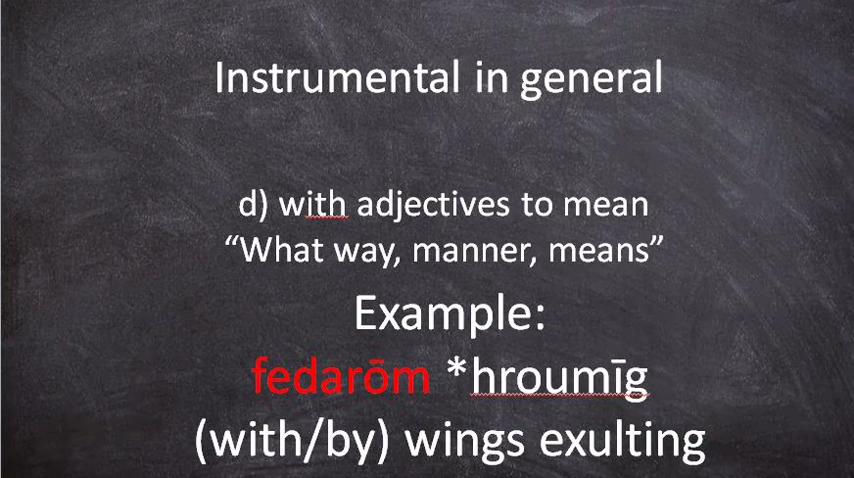 Instrumental in general
d) with adjectives to mean
“What way, manner, means”
Example:
fedarōm *hroumīg
(with/by) wings exulting